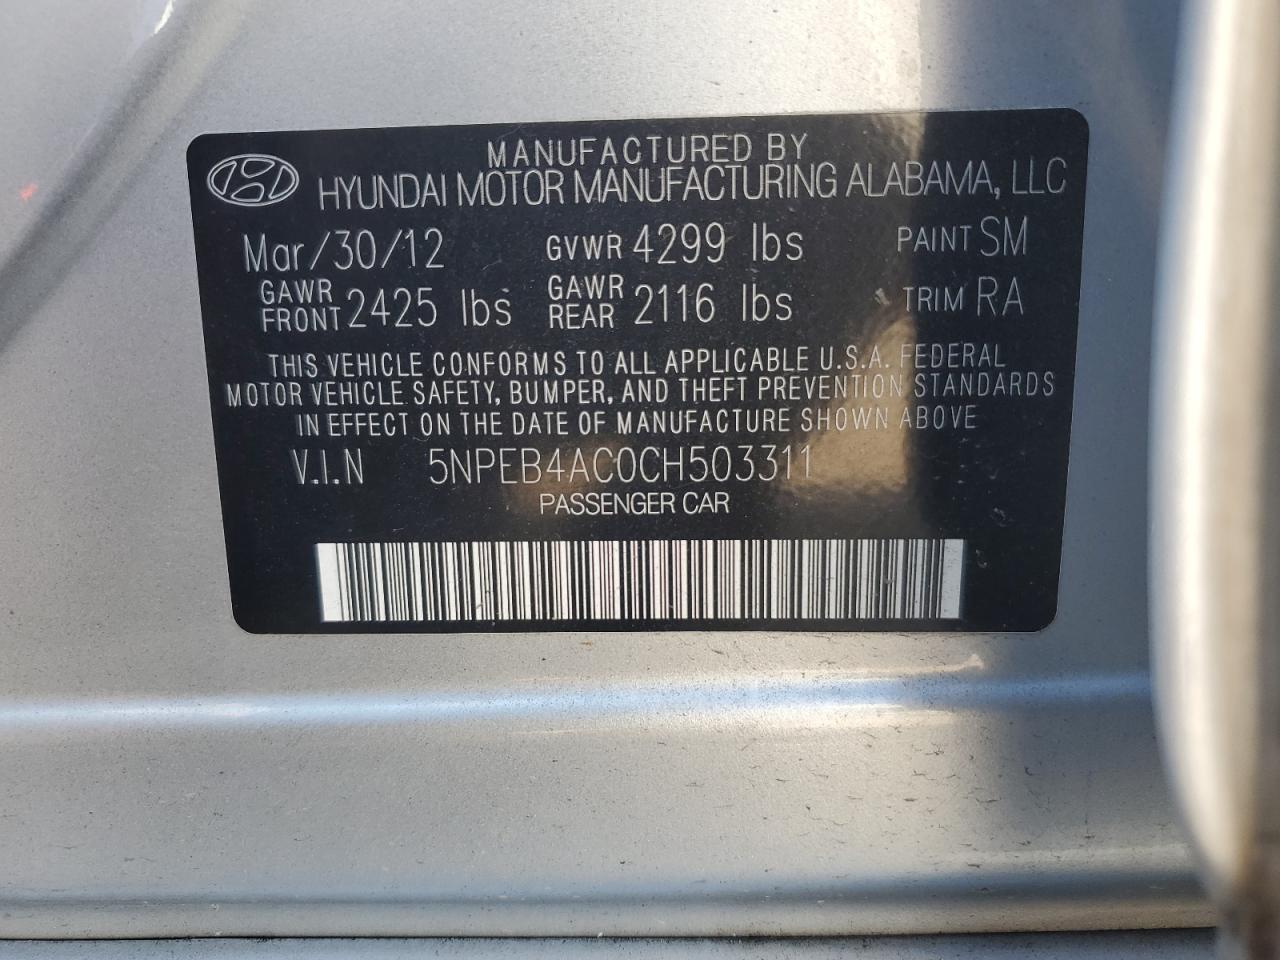 MANUFACTURED BY
HYUNDAI MOTOR MANUFACTURING ALABAMA, LLC
Mar/30/12 GVWR 4299 lbs PAINT SM
GAWR FRONT 2425 lbs GAWR REAR 2116 lbs TRIM RA
THIS VEHICLE CONFORMS TO ALL APPLICABLE U.S.A. FEDERAL
MOTOR VEHICLE SAFETY, BUMPER, AND THEFT PREVENTION STANDARDS
IN EFFECT ON THE DATE OF MANUFACTURE SHOWN ABOVE
V.I.N 5NPEB4AC0CH503311
PASSENGER CAR